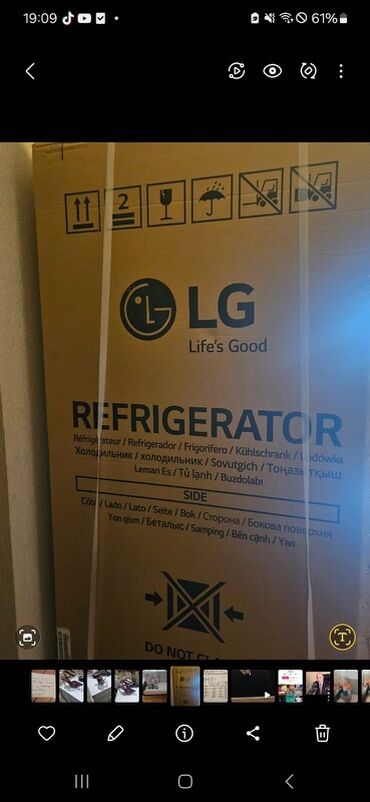 19:09
61%
2
LG
Life's Good
REFRIGERATOR
Réfrigérateur / Refrigerador / Frigorifero / Kühlschrank / Lodówka
Холодильник / холодильник / Sovutgich / Тоңазытқыш
Lemari Es / Tủ lạnh / Buzdolabı
SIDE
Côté / Lado / Lato / Seite / Bok / Сторона / Бокова поверхня
Yon qism / Беталыс / Samping / Bên cạnh / Yan
DO NOT
T